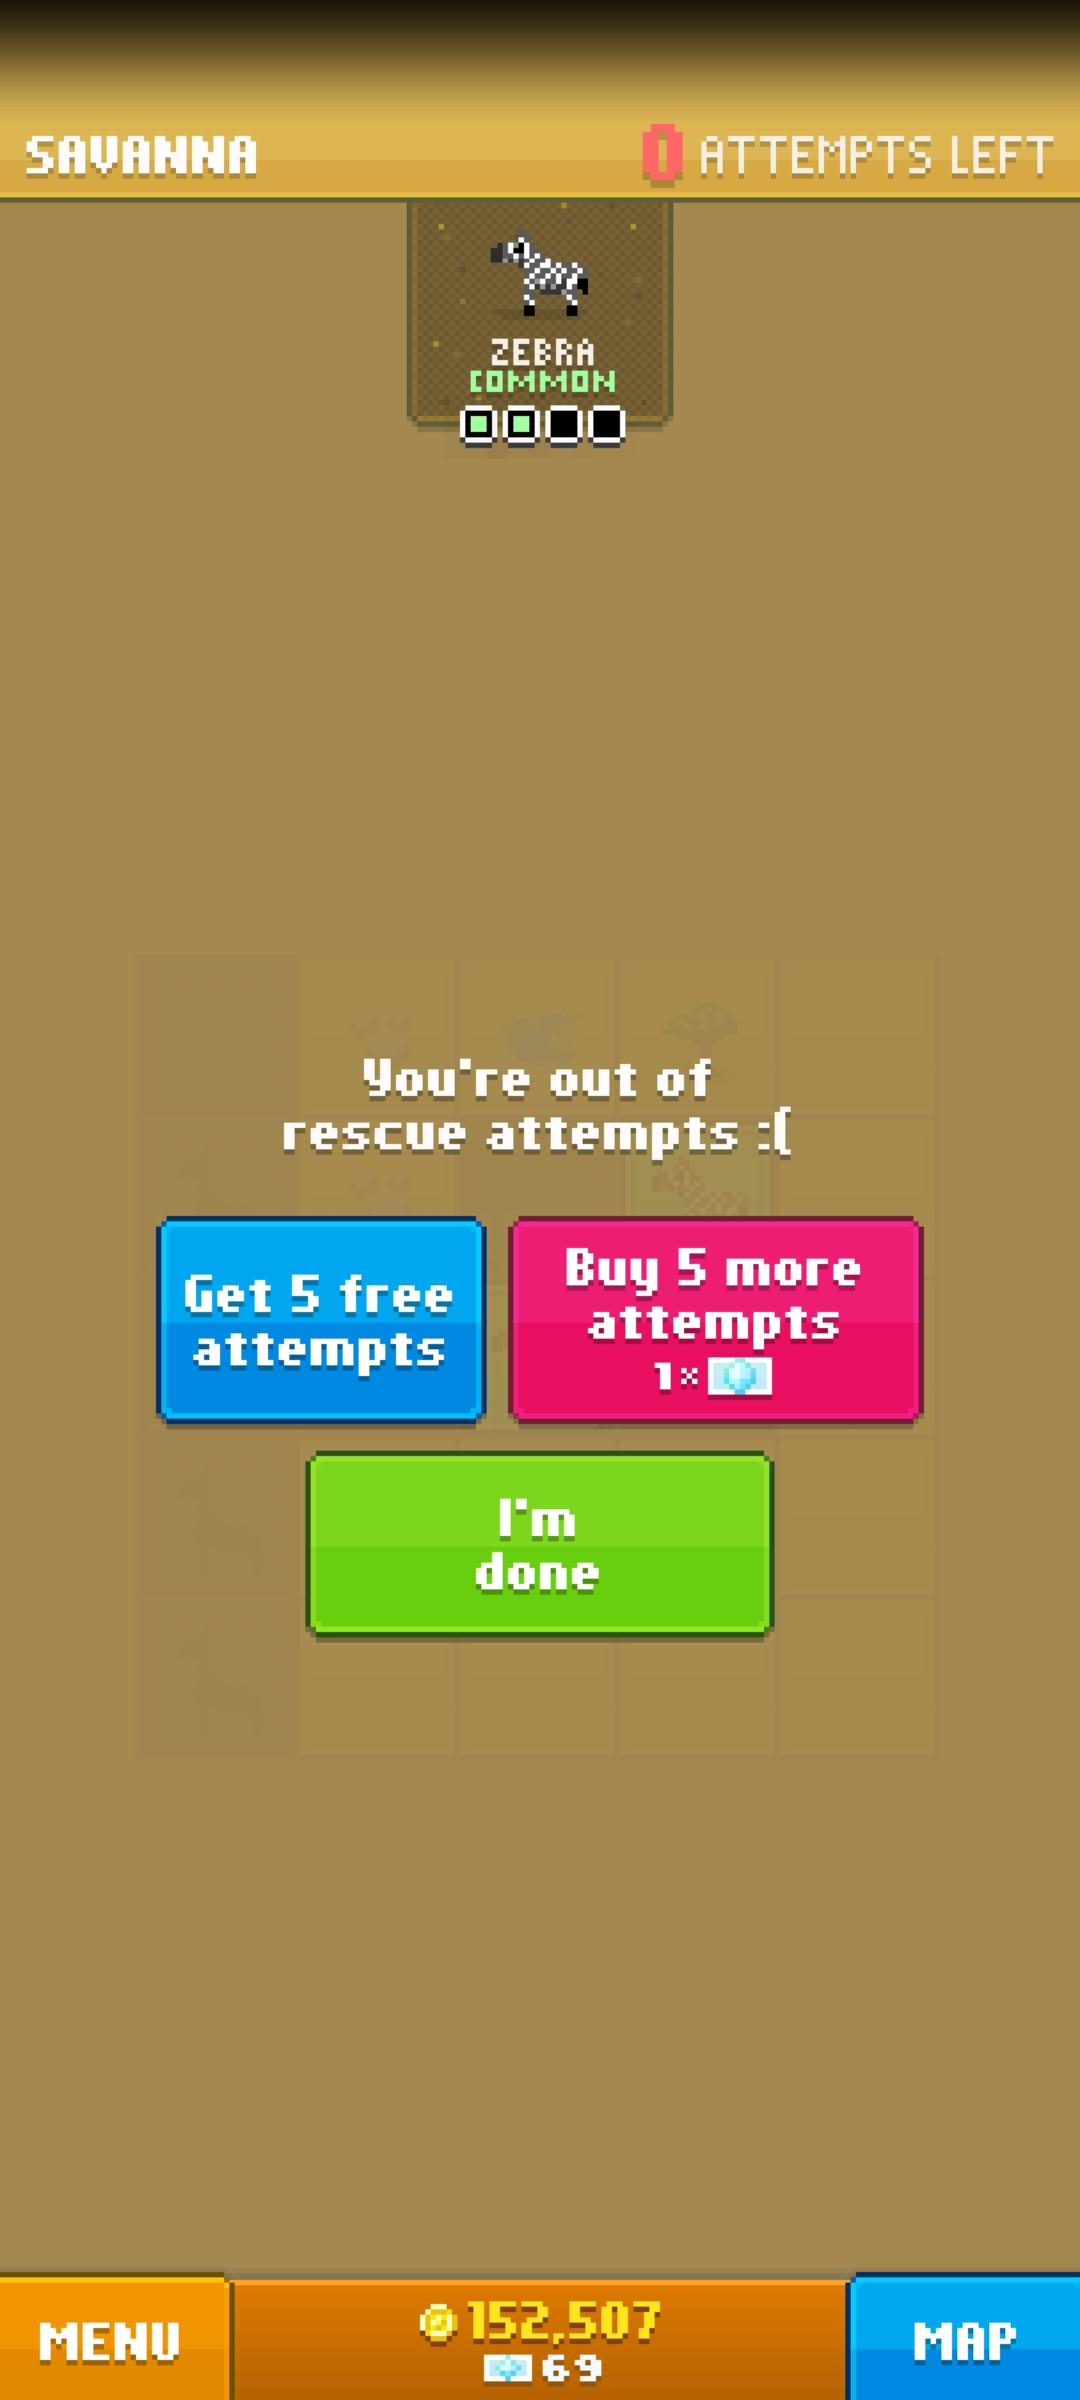 SAVANNA
0 ATTEMPTS LEFT
ZEBRA
COMMON
You're out of
rescue attempts :(
Get 5 free
attempts
Buy 5 more
attempts
1×
I'm
done
MENU
152,507
69
MAP